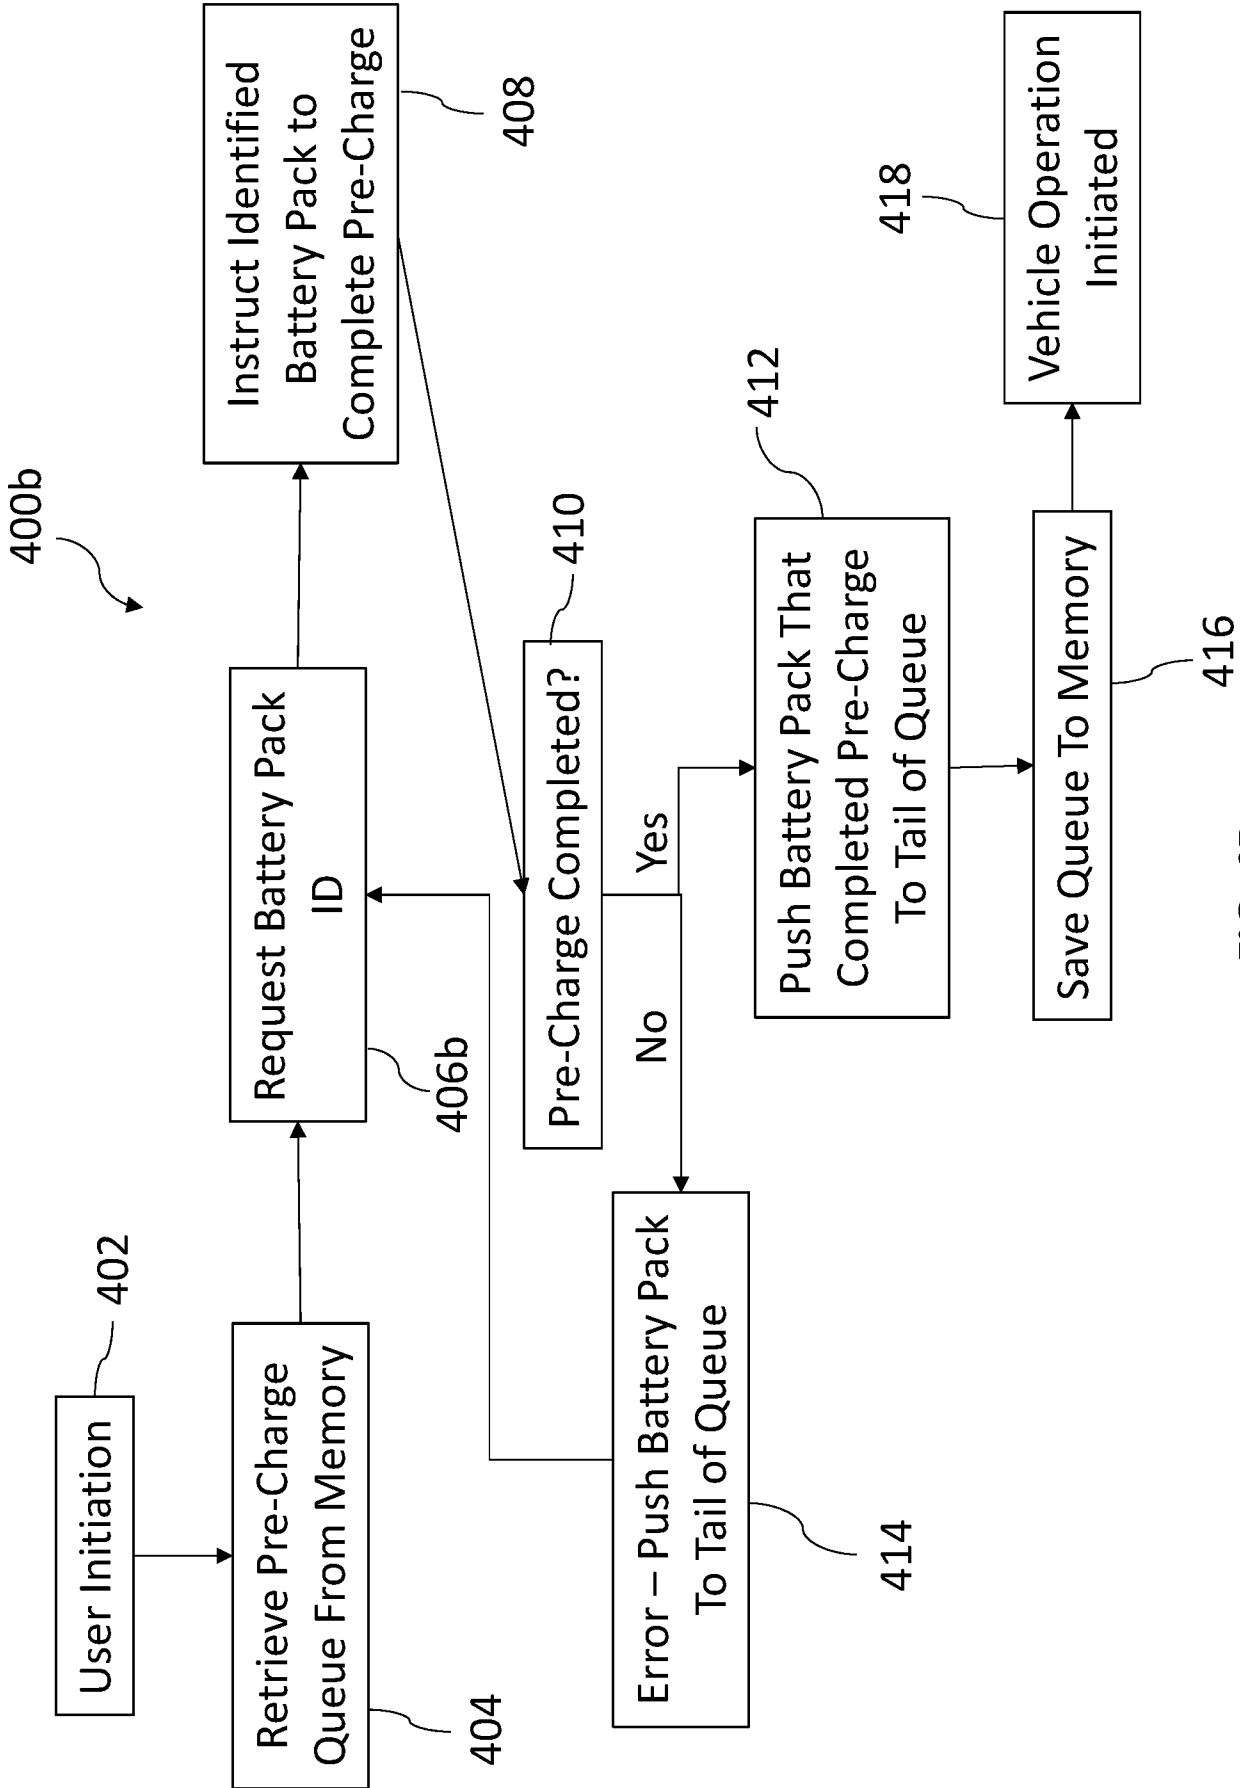 400b
User Initiation
402
Retrieve Pre-Charge
Queue From Memory
404
Request Battery Pack
ID
406b
Instruct Identified
Battery Pack to
Complete Pre-Charge
408
Pre-Charge Completed?
410
No
Yes
Error – Push Battery Pack
To Tail of Queue
414
Push Battery Pack That
Completed Pre-Charge
To Tail of Queue
412
Save Queue To Memory
416
Vehicle Operation
Initiated
418